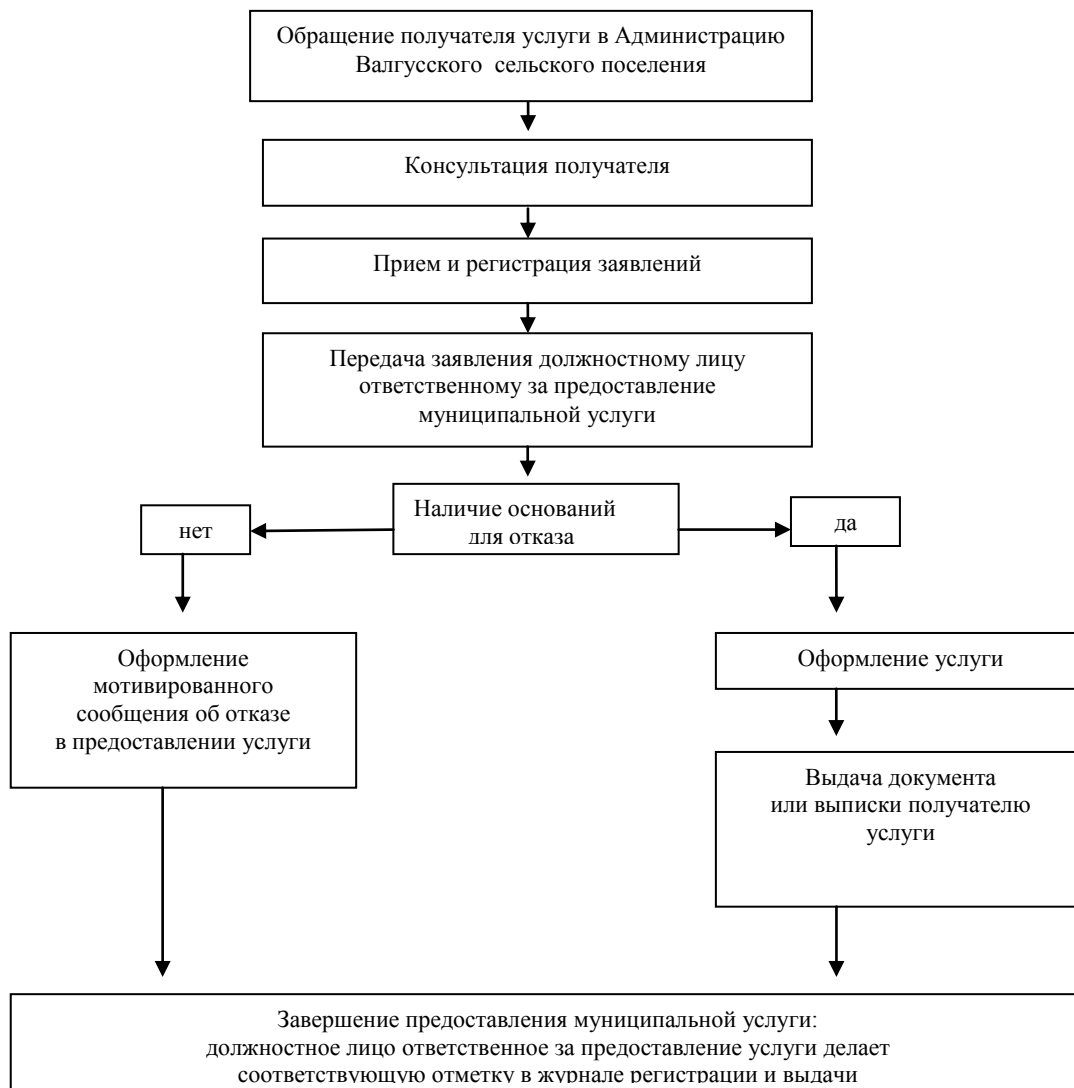 Обращение получателя услуги в Администрацию
Валгусского сельского поселения
Консультация получателя
Прием и регистрация заявлений
Передача заявления должностному лицу
ответственному за предоставление
муниципальной услуги
Наличие оснований
для отказа
нет
да
Оформление
мотивированного
сообщения об отказе
в предоставлении услуги
Оформление услуги
Выдача документа
или выписки получателю
услуги
Завершение предоставления муниципальной услуги:
должностное лицо ответственное за предоставление услуги делает
соответствующую отметку в журнале регистрации и выдачи